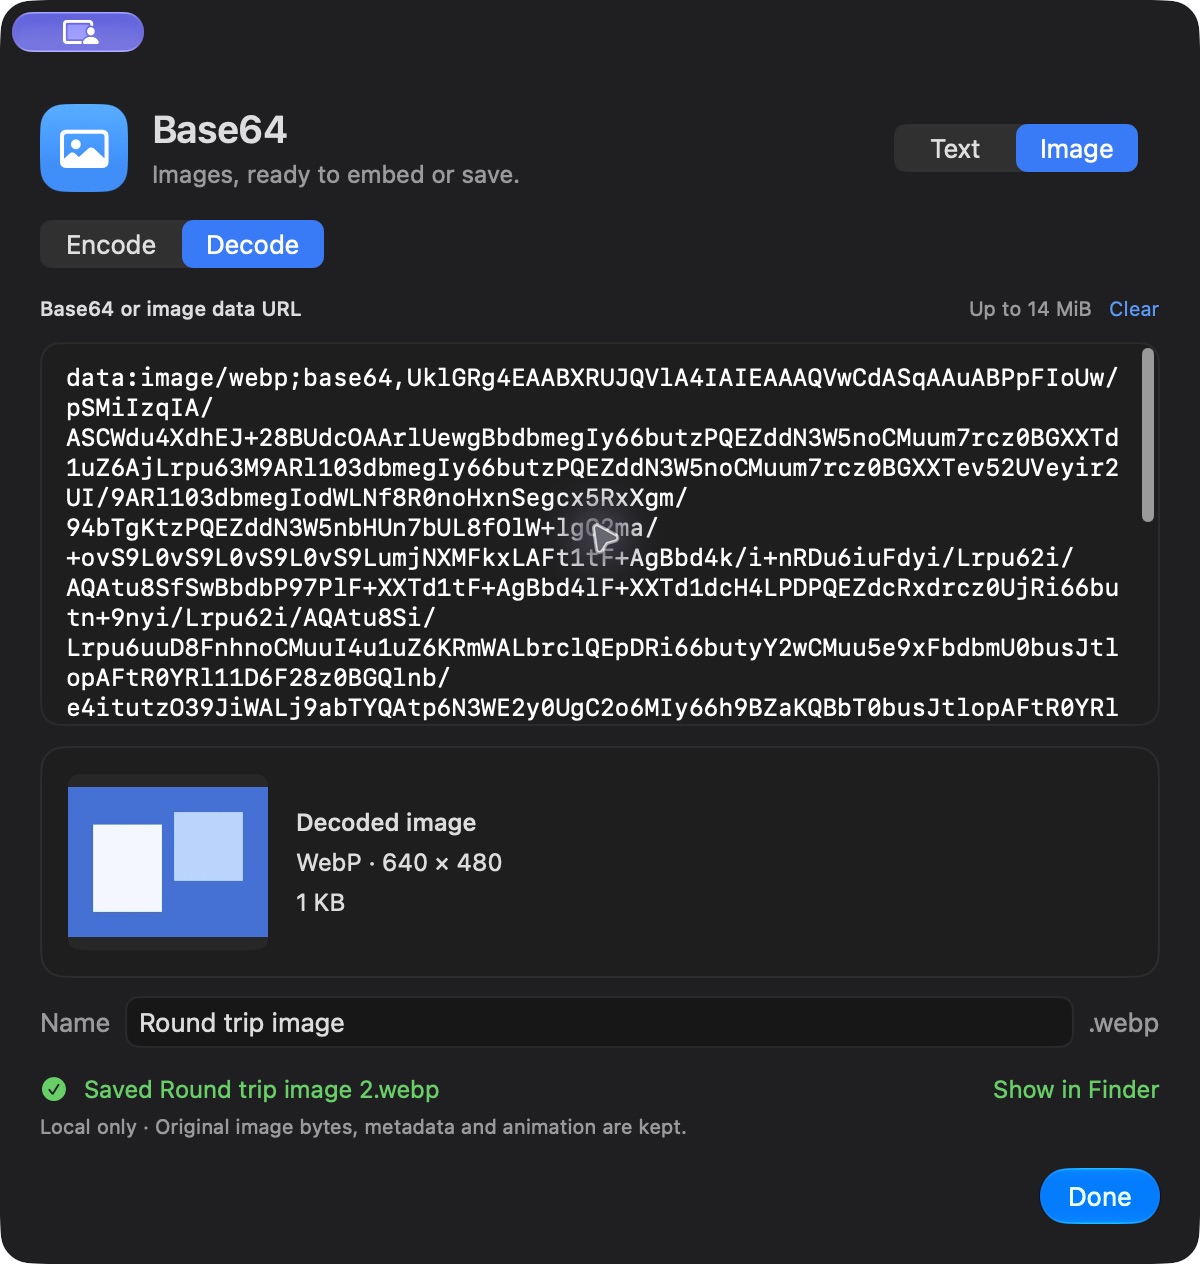 Base64
Images, ready to embed or save.
Text
Image
Encode
Decode
Base64 or image data URL
Up to 14 MiB
Clear
data:image/webp;base64,UklGRg4EAABXRUJQVlA4IAIEAAAQVwCdASqAAuABPpFIoUw/
pSMiIzqIA/
ASCWdu4XdhEJ+28BUdcOAArlUewgBbdbmegIy66butzPQEZddN3W5noCMuum7rcz0BGXXTd
1uZ6AjLrpu63M9ARl103dbmegIy66butzPQEZddN3W5noCMuum7rcz0BGXXTev52UVeyir2
UI/9ARl103dbmegIodWLNf8R0noHxnSegcx5RxXgm/
94bTgKtzPQEZddN3W5nbHUn7bUL8fOlW+lgO2ma/
+ovS9L0vS9L0vS9L0vS9LumjNXMFkxLAFt1tF+AgBbd4k/i+nRDu6iuFdyi/Lrpu62i/
AQAtu8SfSwBbdbP97PlF+XXTd1tF+AgBbd4lF+XXTd1dcH4LPDPQEZdcRxdrcz0UjRi66bu
tn+9nyi/Lrpu62i/AQAtu8Si/
Lrpu6uuD8FnhnoCMuuI4u1uZ6KRmWALbrclQEpDRi66butyY2wCMuu5e9xFbdbmU0busJtl
opAFtR0YRl11D6F28z0BGQlnb/
e4itutzO39JiWALj9abTYQAtp6N3WE2y0UgC2o6MIy66h9BZaKQBbT0busJtlopAFtR0YRl
Decoded image
WebP · 640 × 480
1 KB
Name
Round trip image
.webp
Saved Round trip image 2.webp
Show in Finder
Local only · Original image bytes, metadata and animation are kept.
Done